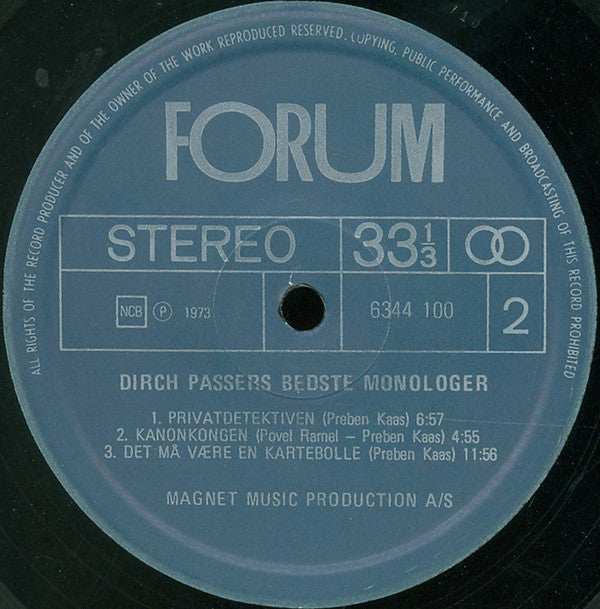 ALL RIGHTS OF THE RECORD PRODUCER AND OF THE OWNER OF THE WORK REPRODUCED RESERVED. COPYING, PUBLIC PERFORMANCE AND BROADCASTING OF THIS RECORD PROHIBITED
FORUM
STEREO 33 1/3
NCB Ⓟ 1973 6344 100 2
DIRCH PASSERS BEDSTE MONOLOGER
1. PRIVATDETEKTIVEN (Preben Kaas) 6:57
2. KANONKONGEN (Povel Ramel – Preben Kaas) 4:55
3. DET MÅ VÆRE EN KARTEBOLLE (Preben Kaas) 11:56
MAGNET MUSIC PRODUCTION A/S